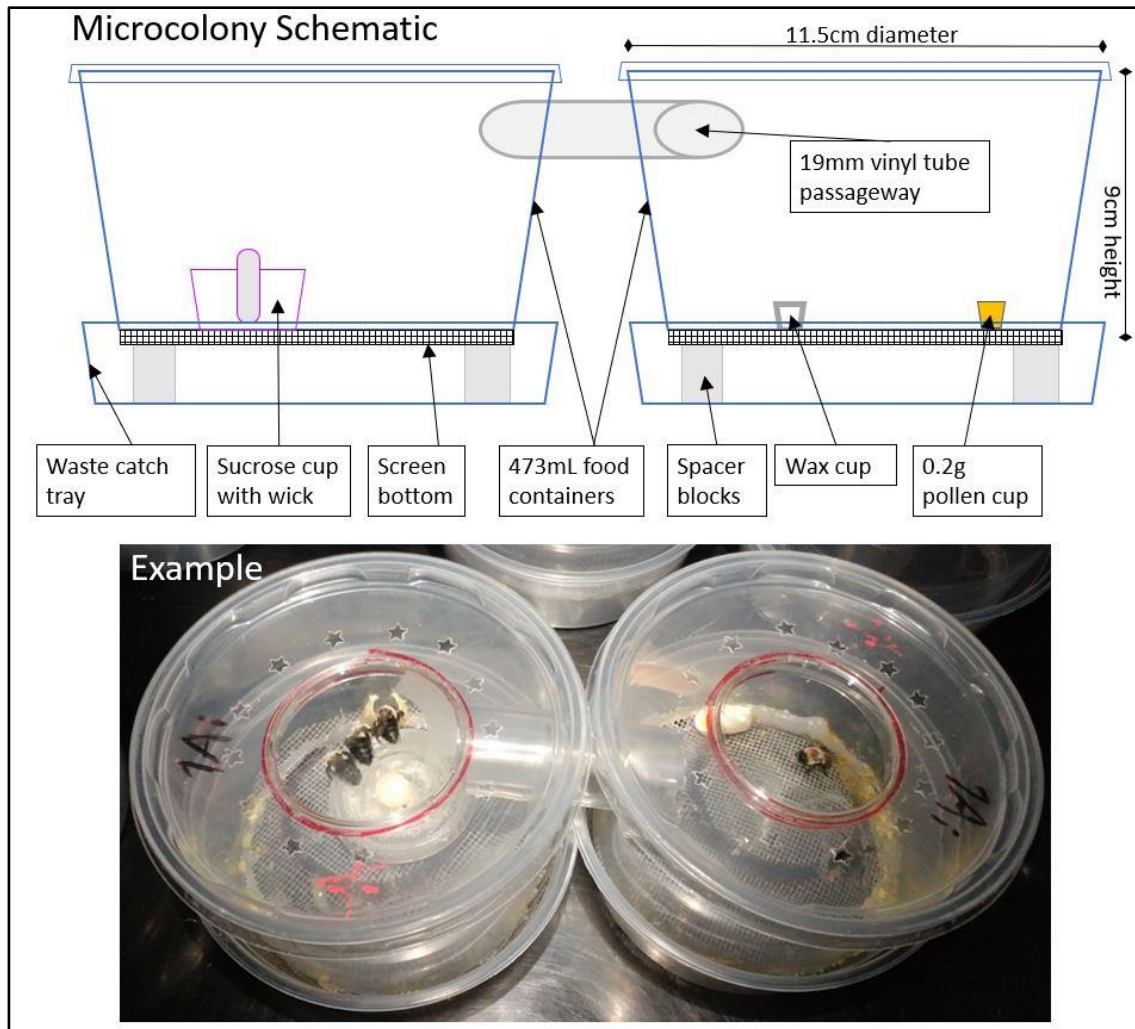 Microcolony Schematic
11.5cm diameter
19mm vinyl tube
passageway
9cm height
Waste catch
tray
Sucrose cup
with wick
Screen
bottom
473mL food
containers
Spacer
blocks
Wax cup
0.2g
pollen cup
Example